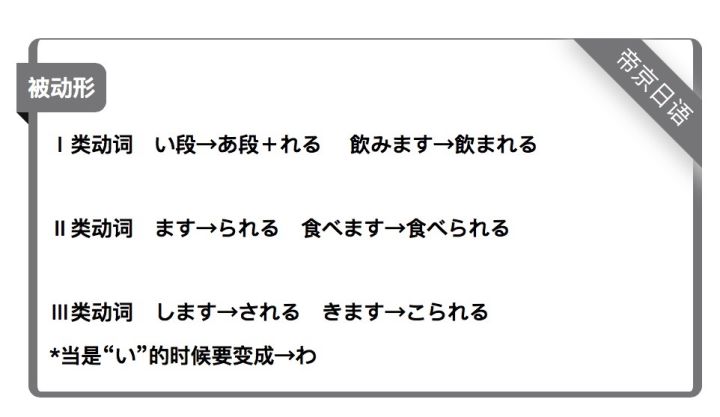 帝京日语
被动形
Ⅰ类动词 い段→あ段＋れる 飲みます→飲まれる
Ⅱ类动词 ます→られる 食べます→食べられる
Ⅲ类动词 します→される きます→こられる
*当是“い”的时候要变成→わ